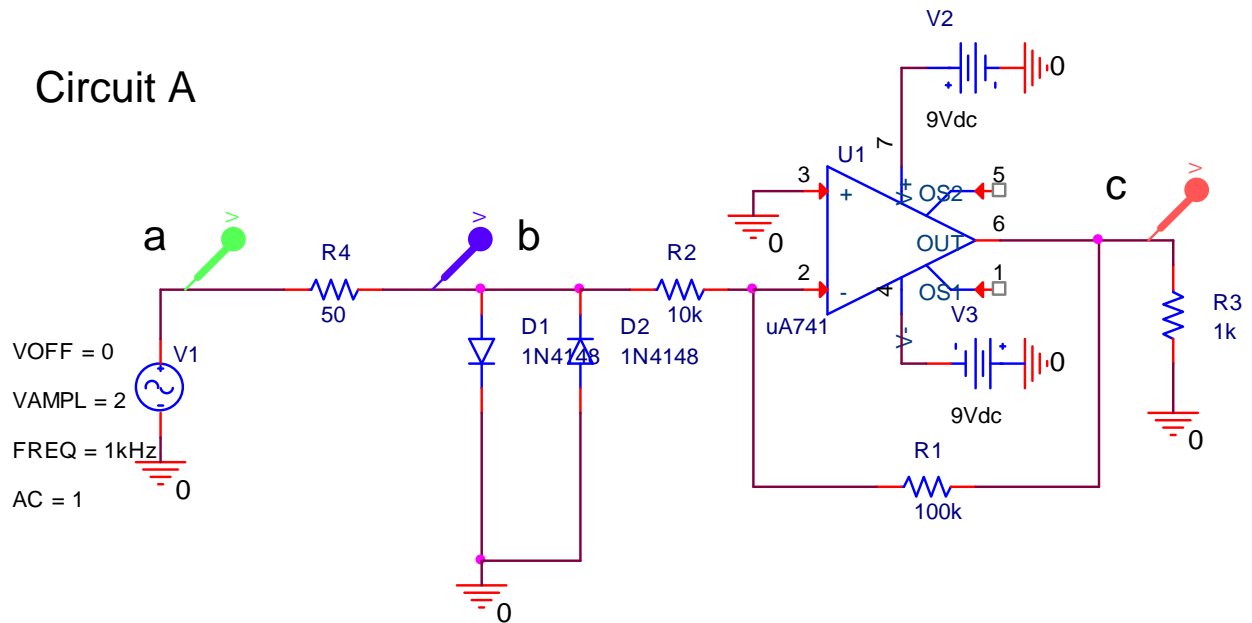 Circuit A
V2
0
9Vdc
7
U1
3
+
V+
OS2
5
c
V
a
V
V
b
R4
50
R2
10k
0
2
-
OUT
6
OS1
1
4
V-
uA741
V3
R3
1k
D1
1N4148
D2
1N4148
VOFF = 0
V1
VAMPL = 2
FREQ = 1kHz
AC = 1
0
0
9Vdc
R1
100k
0
0